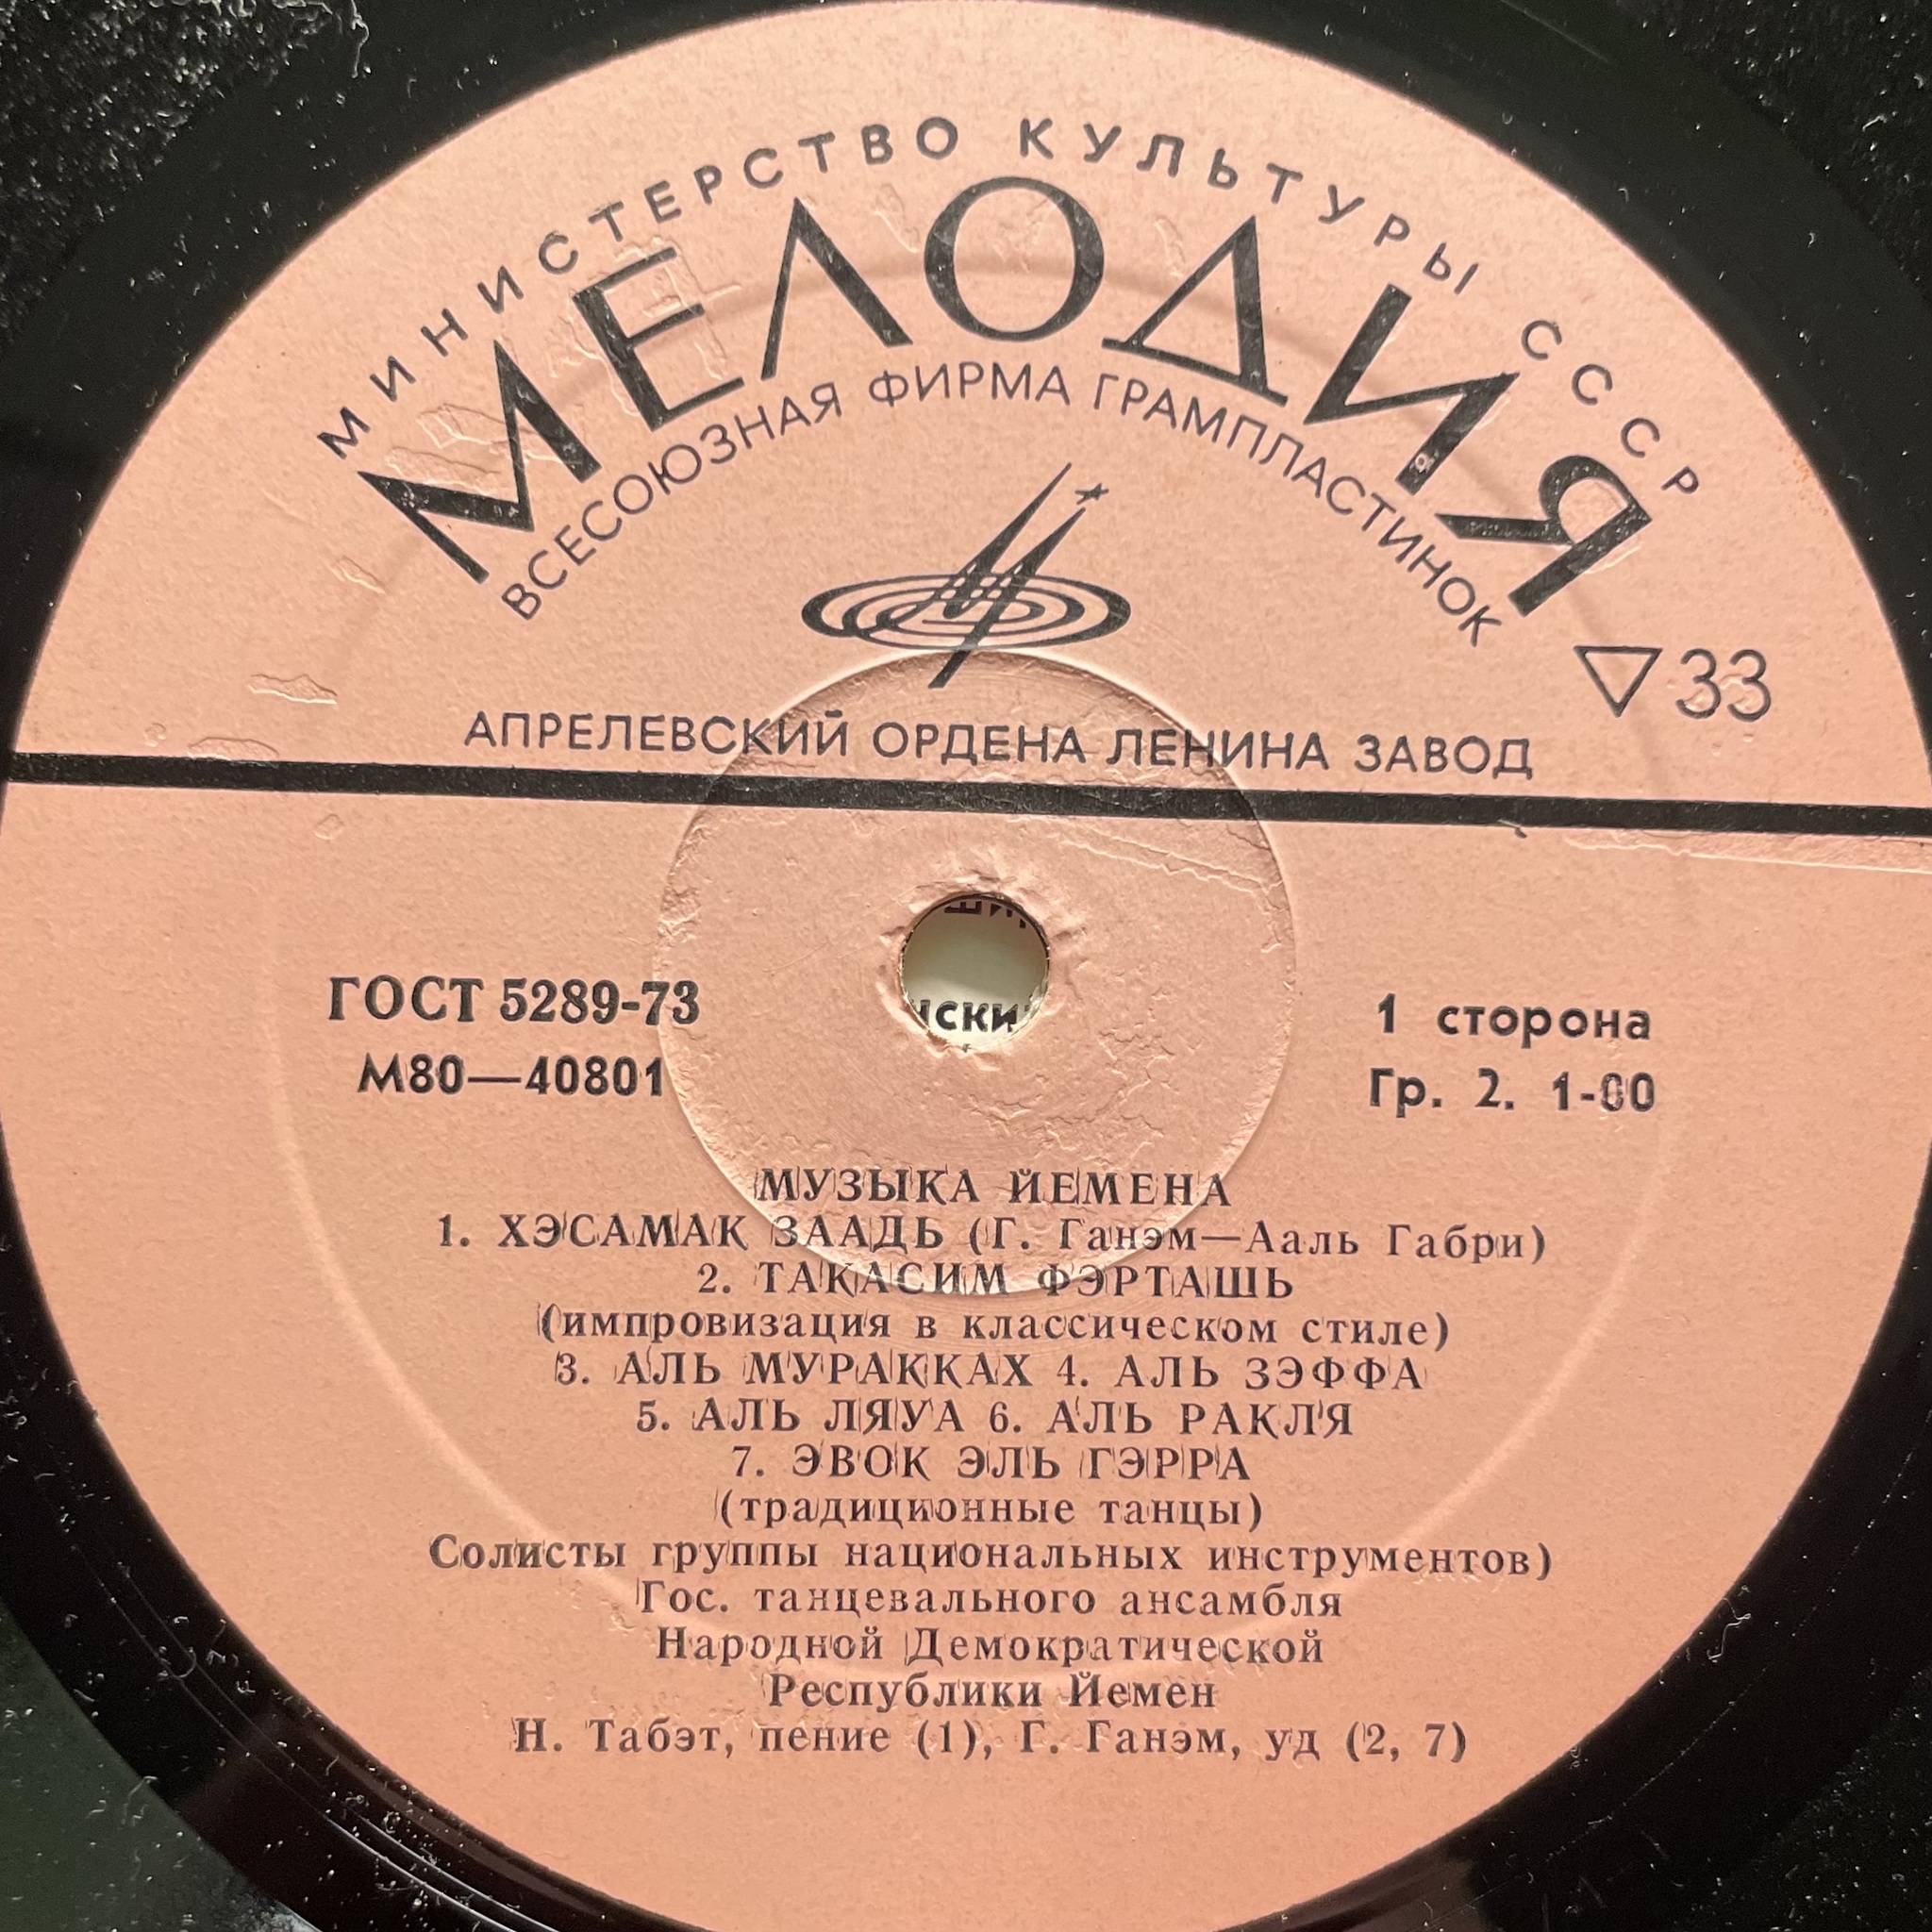 МИНИСТЕРСТВО КУЛЬТУРЫ СССР
МЕЛОДИЯ
ВСЕСОЮЗНАЯ ФИРМА ГРАМПЛАСТИНОК
33
АПРЕЛЕВСКИЙ ОРДЕНА ЛЕНИНА ЗАВОД
ГОСТ 5289-73
М80—40801
1 сторона
Гр. 2. 1-00
МУЗЫКА ЙЕМЕНА
1. ХЭСАМАК ЗААДЬ (Г. Ганэм—Ааль Габри)
2. ТАКАСИМ ФЭРТАШЬ
(импровизация в классическом стиле)
3. АЛЬ МУРАККАХ 4. АЛЬ ЗЭФФА
5. АЛЬ ЛЯУА 6. АЛЬ РАКЛЯ
7. ЭВОК ЭЛЬ ГЭРРА
(традиционные танцы)
Солисты группы национальных инструментов)
Гос. танцевального ансамбля
Народной Демократической
Республики Йемен
Н. Табэт, пение (1), Г. Ганэм, уд (2, 7)